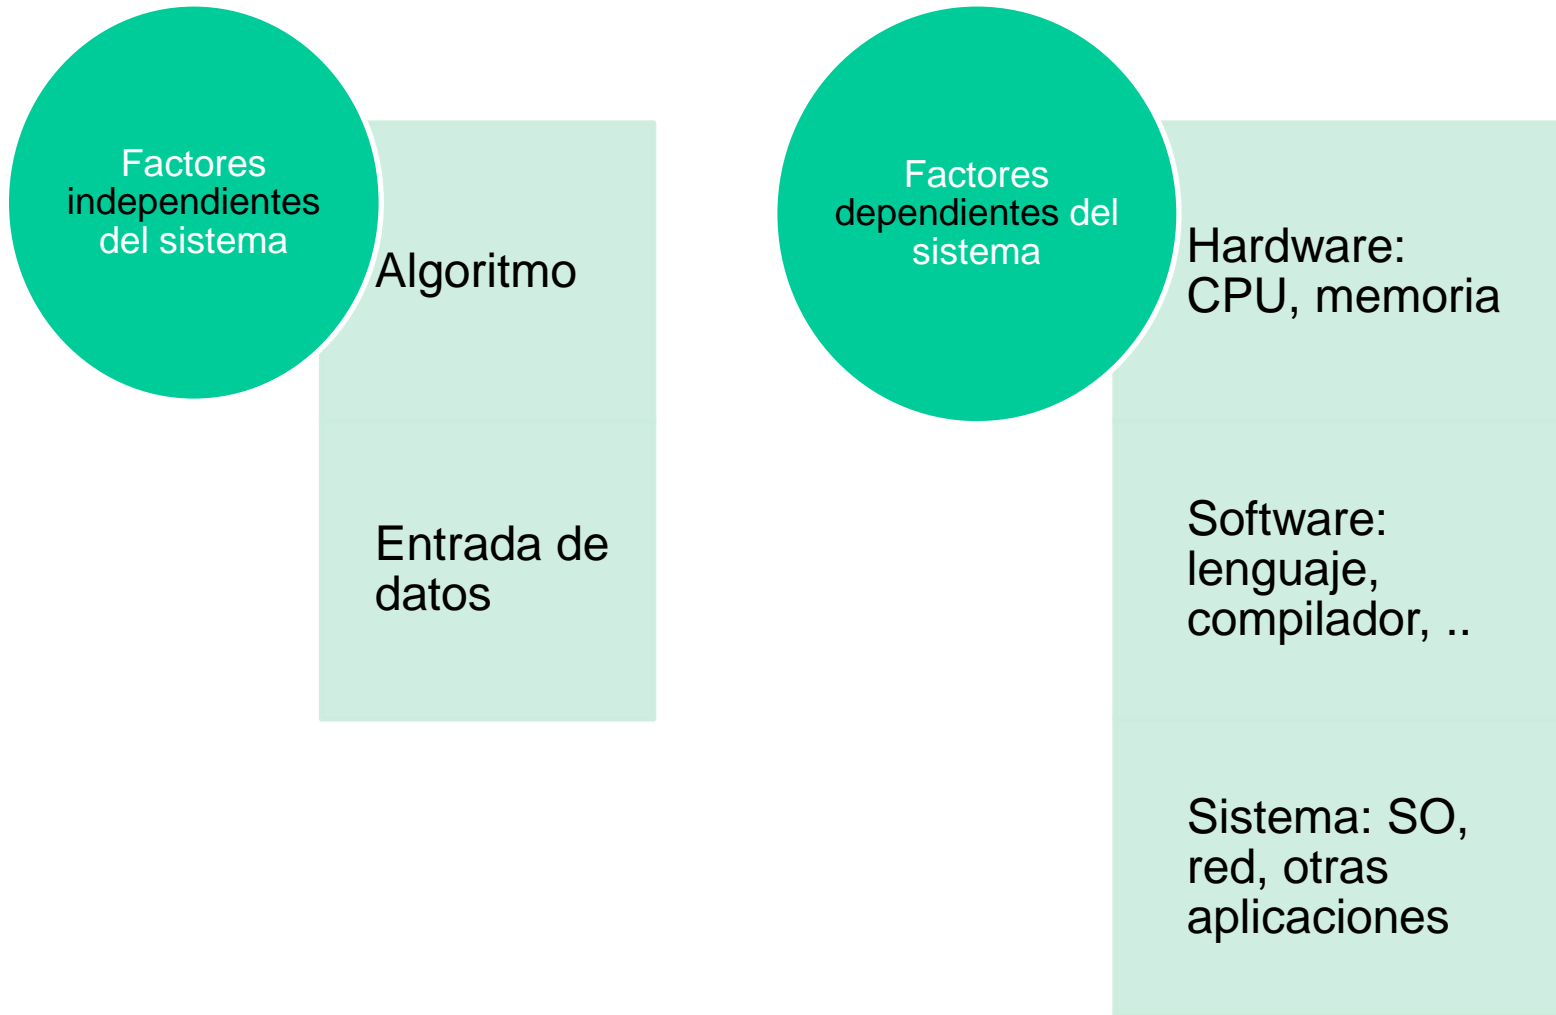 Factores
independientes
del sistema
Algoritmo
Entrada de
datos
Factores
dependientes del
sistema
Hardware:
CPU, memoria
Software:
lenguaje,
compilador, ..
Sistema: SO,
red, otras
aplicaciones